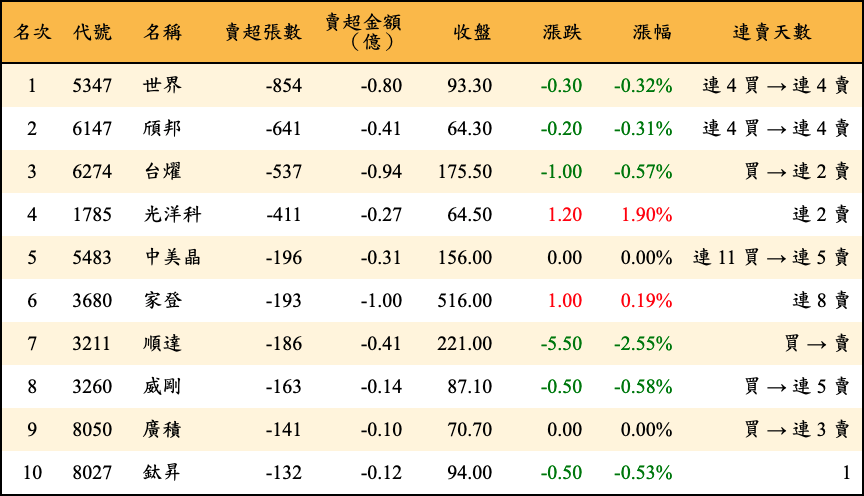 名次 代號 名稱 賣超張數 賣超金額（億） 收盤 漲跌 漲幅 連賣天數
1 5347 世界 -854 -0.80 93.30 -0.30 -0.32% 連 4 買 → 連 4 賣
2 6147 頎邦 -641 -0.41 64.30 -0.20 -0.31% 連 4 買 → 連 4 賣
3 6274 台燿 -537 -0.94 175.50 -1.00 -0.57% 買 → 連 2 賣
4 1785 光洋科 -411 -0.27 64.50 1.20 1.90% 連 2 賣
5 5483 中美晶 -196 -0.31 156.00 0.00 0.00% 連 11 買 → 連 5 賣
6 3680 家登 -193 -1.00 516.00 1.00 0.19% 連 8 賣
7 3211 順達 -186 -0.41 221.00 -5.50 -2.55% 買 → 賣
8 3260 威剛 -163 -0.14 87.10 -0.50 -0.58% 買 → 連 5 賣
9 8050 廣積 -141 -0.10 70.70 0.00 0.00% 買 → 連 3 賣
10 8027 鈦昇 -132 -0.12 94.00 -0.50 -0.53% 1